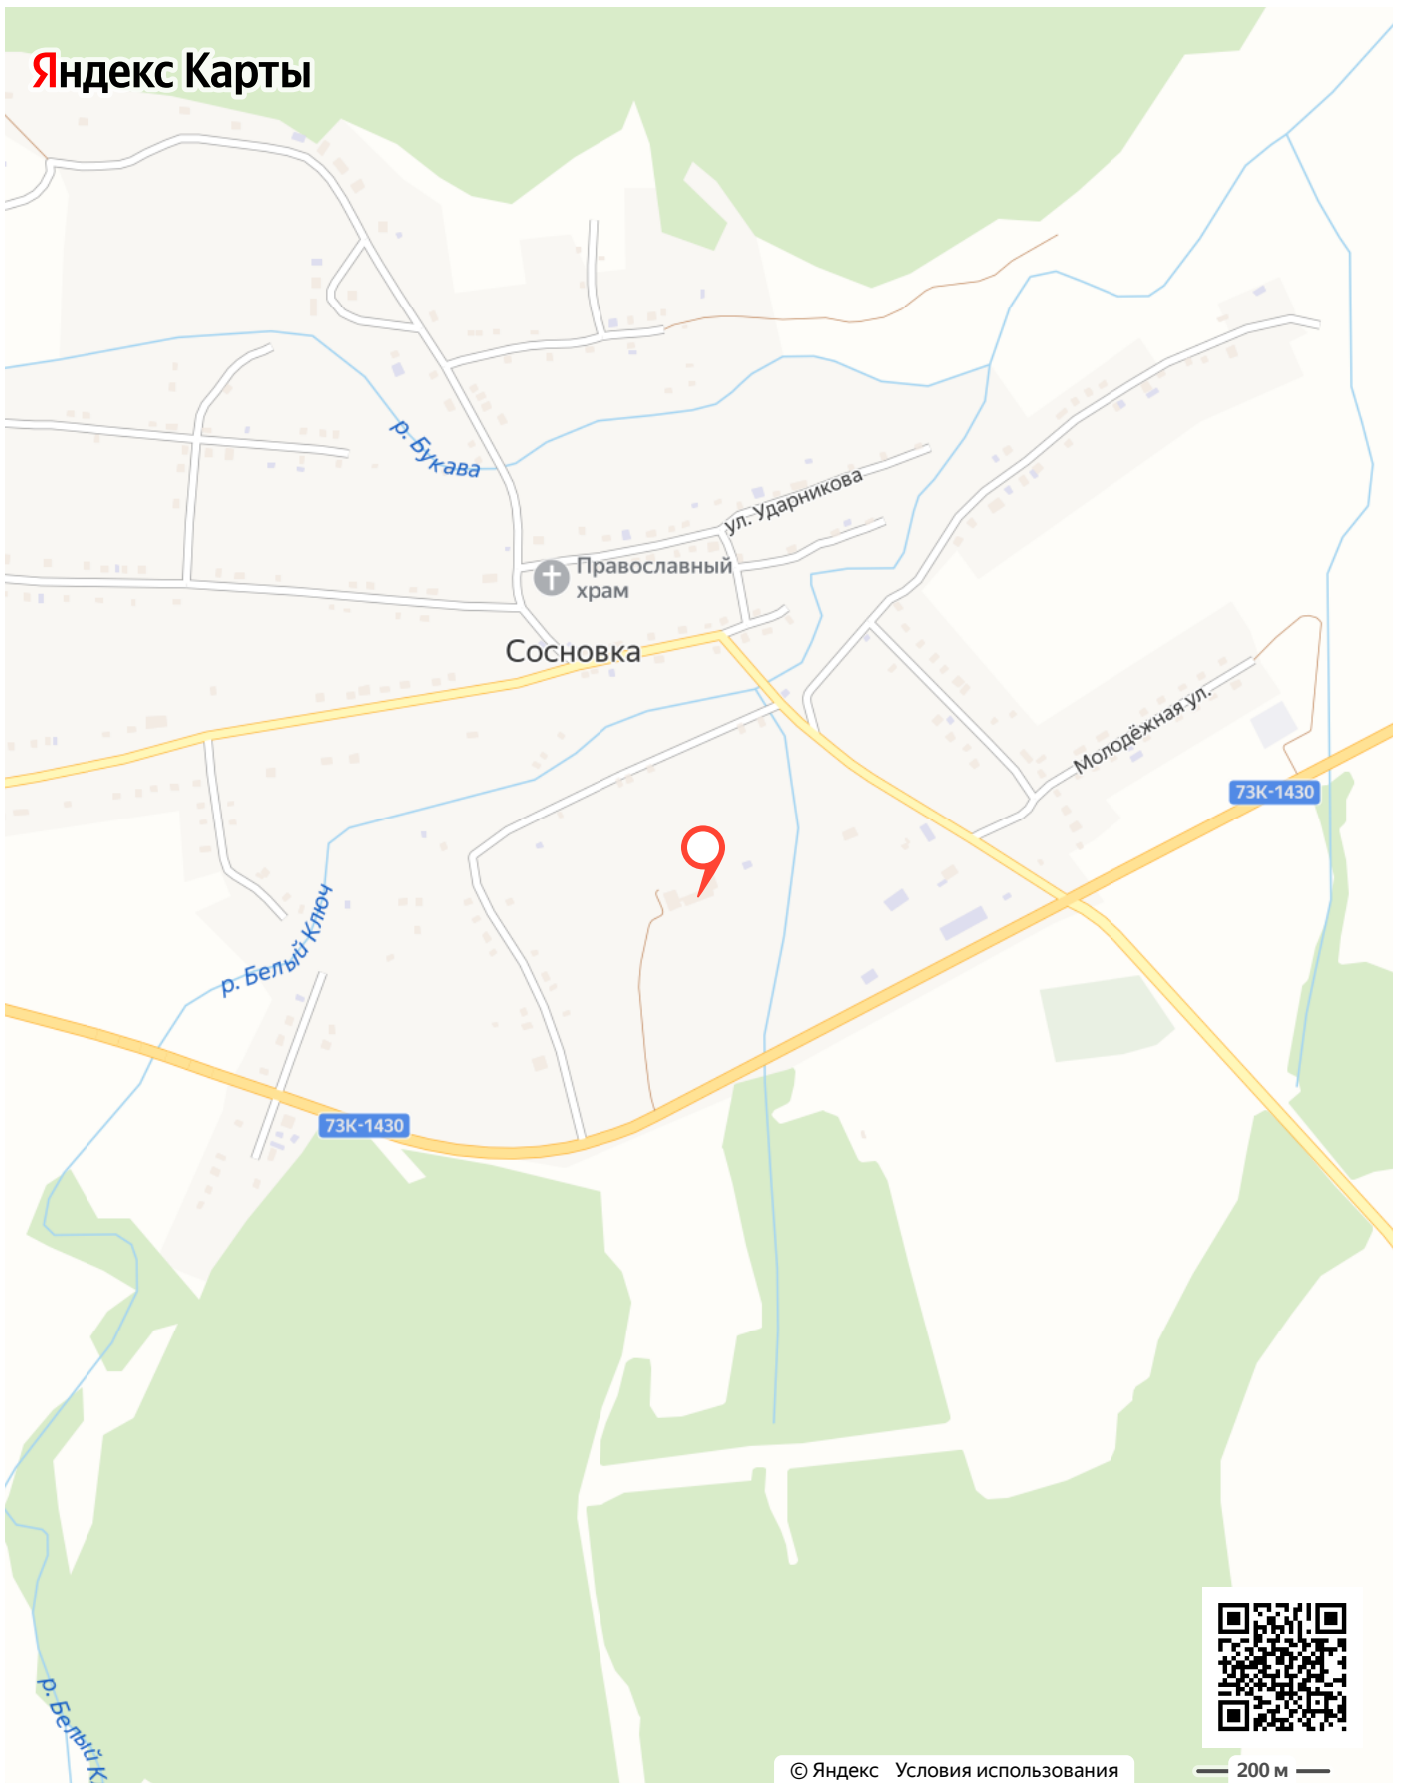 Яндекс Карты
р. Букава
ул. Ударникова
Православный
храм
Сосновка
Молодёжная ул.
73К-1430
р. Белый Ключ
73К-1430
р. Белый К
© Яндекс Условия использования
200 м